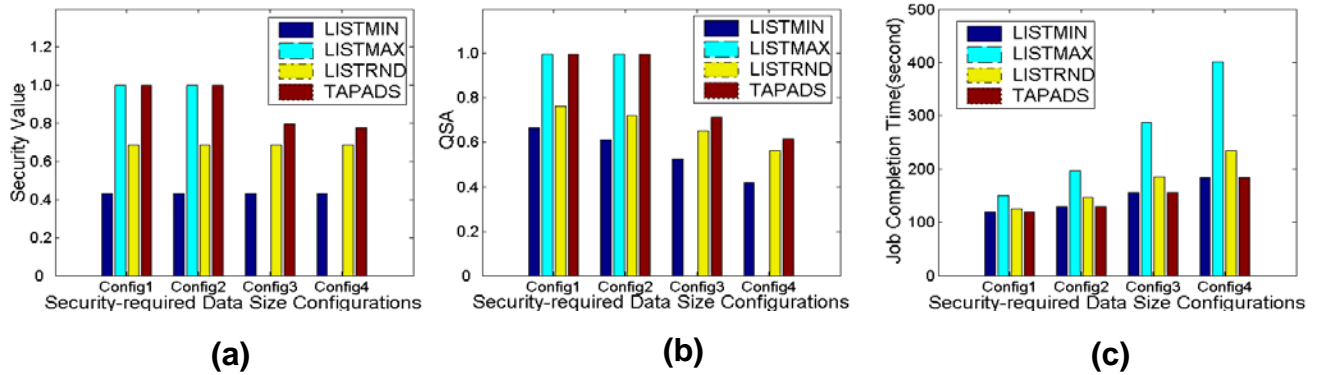 LISTMIN
LISTMAX
LISTRND
TAPADS
1.2
1
0.8
0.6
0.4
0.2
0
Security Value
Config1 Config2 Config3 Config4
Security-required Data Size Configurations
(a)
LISTMIN
LISTMAX
LISTRND
TAPADS
1.0
0.8
0.6
0.4
0.2
0
QSA
Config1 Config2 Config3 Config4
Security-required Data Size Configurations
(b)
LISTMIN
LISTMAX
LISTRND
TAPADS
500
400
300
200
100
0
Job Completion Time(second)
Config1 Config2 Config3 Config4
Security-required Data Size Configurations
(c)